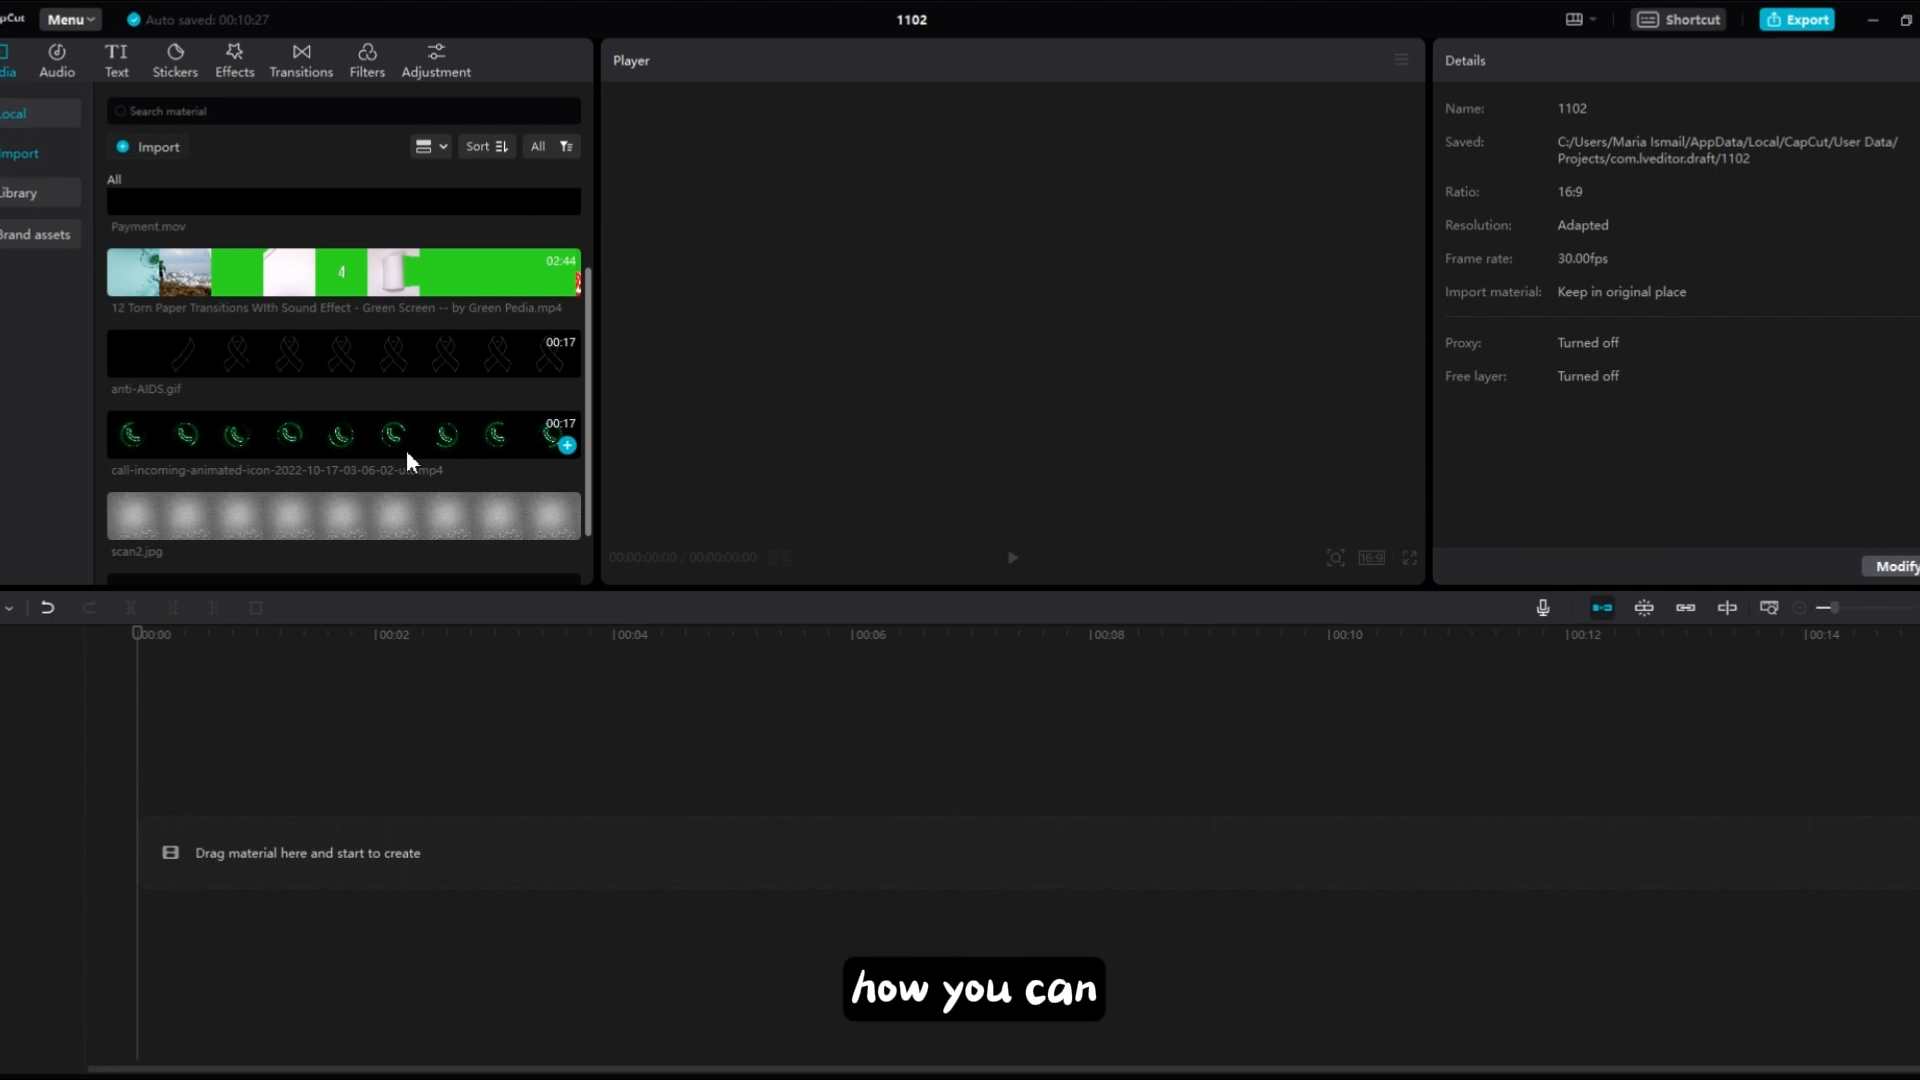 pCut
Menu
Auto saved: 00:10:27
1102
Shortcut
Export
dia
Audio
TI
Text
Stickers
Effects
Transitions
Filters
Adjustment
Player
Details
Local
Import
Library
Brand assets
Search material
Import
Sort
All
All
Payment.mov
02:44
4
12 Torn Paper Transitions WIth Sound Effect - Green Screen -- by Green Pedia.mp4
00:17
anti-AIDS.gif
00:17
call-incoming-animated-icon-2022-10-17-03-06-02-u mp4
scan2.jpg
00:00:00:00 / 00:00:00:00
16:9
Name: 1102
Saved: C:/Users/Maria Ismail/AppData/Local/CapCut/User Data/
Projects/com.lveditor.draft/1102
Ratio: 16:9
Resolution: Adapted
Frame rate: 30.00fps
Import material: Keep in original place
Proxy: Turned off
Free layer: Turned off
Modify
00:00 00:02 00:04 00:06 00:08 00:10 00:12 00:14
Drag material here and start to create
how you can